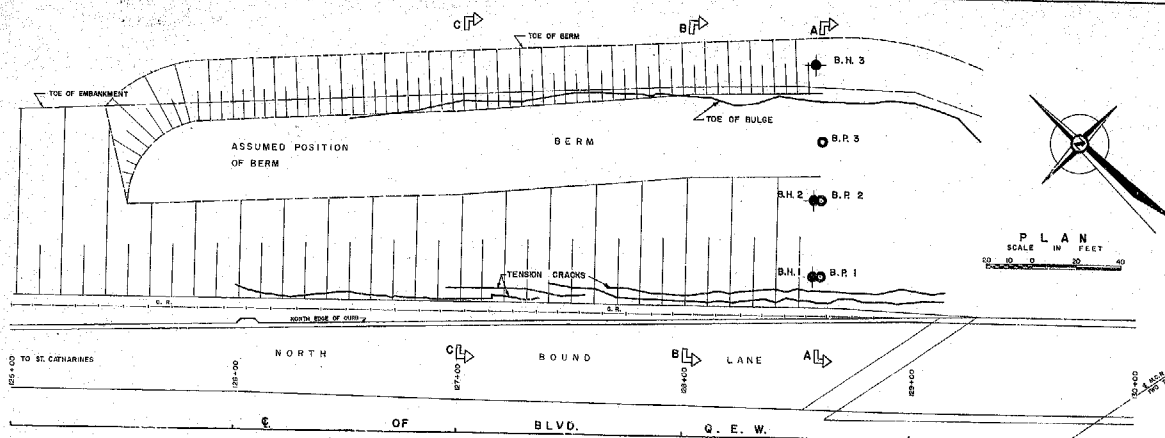 C
B
A
TOE OF BERM
B.H. 3
TOE OF EMBANKMENT
TOE OF BULGE
ASSUMED POSITION
OF BERM
BERM
B.P. 3
B.H. 2
B.P. 2
PLAN
SCALE IN FEET
20 0 20 40
TENSION CRACKS
B.H. 1
B.P. 1
G.R.
G.R.
NORTH EDGE OF CURB
TO ST. CATHARINES
NORTH BOUND LANE
C
B
A
125+00
126+00
127+00
128+00
129+00
130+00
℄ OF BLVD. Q.E.W.